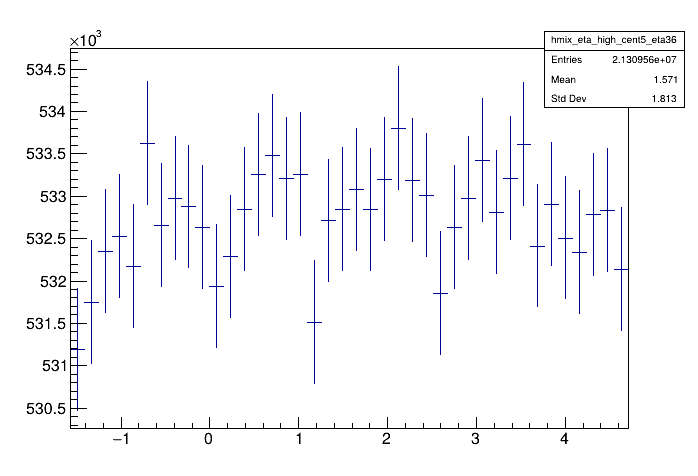 ×10³
hmix_eta_high_cent5_eta36
Entries 2.130956e+07
Mean 1.571
Std Dev 1.813
534.5
534
533.5
533
532.5
532
531.5
531
530.5
−1 0 1 2 3 4